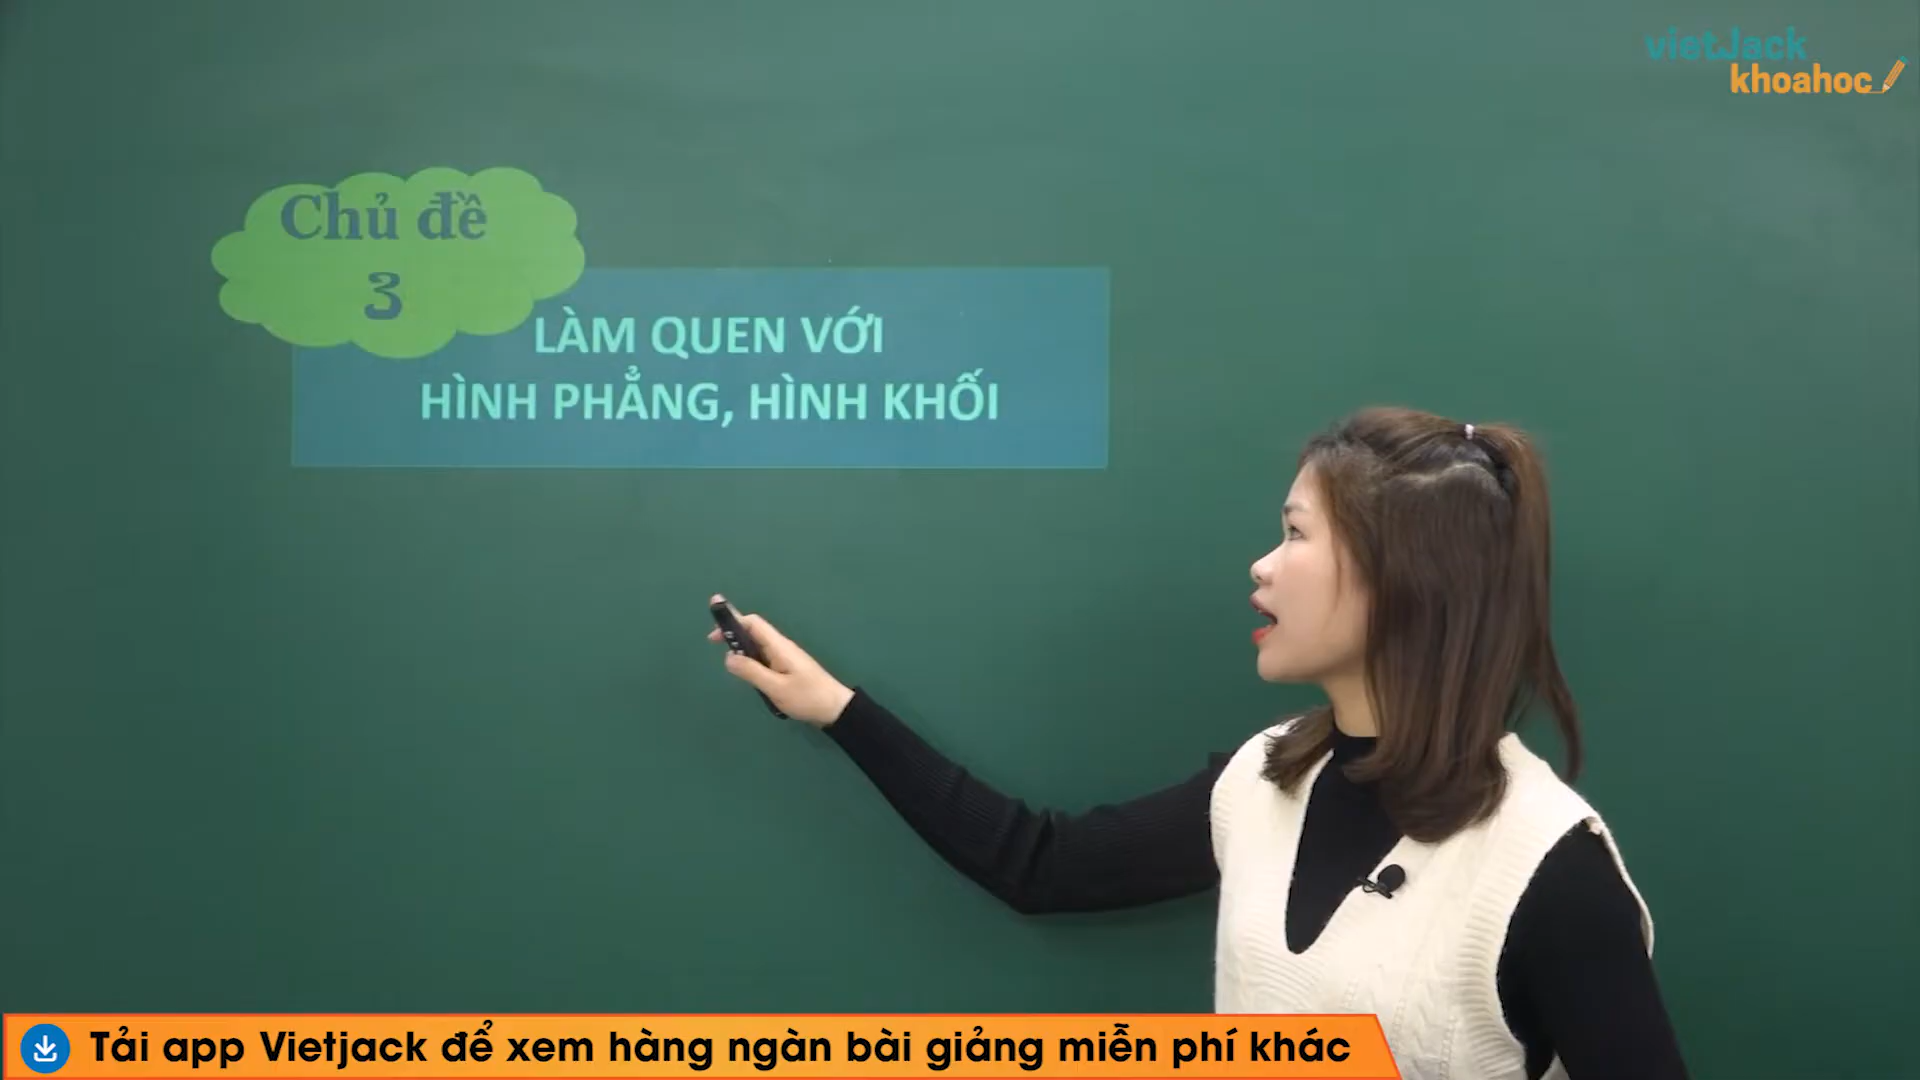 vietJack
khoahoc
Chủ đề
3
LÀM QUEN VỚI
HÌNH PHẲNG, HÌNH KHỐI
Tải app Vietjack để xem hàng ngàn bài giảng miễn phí khác